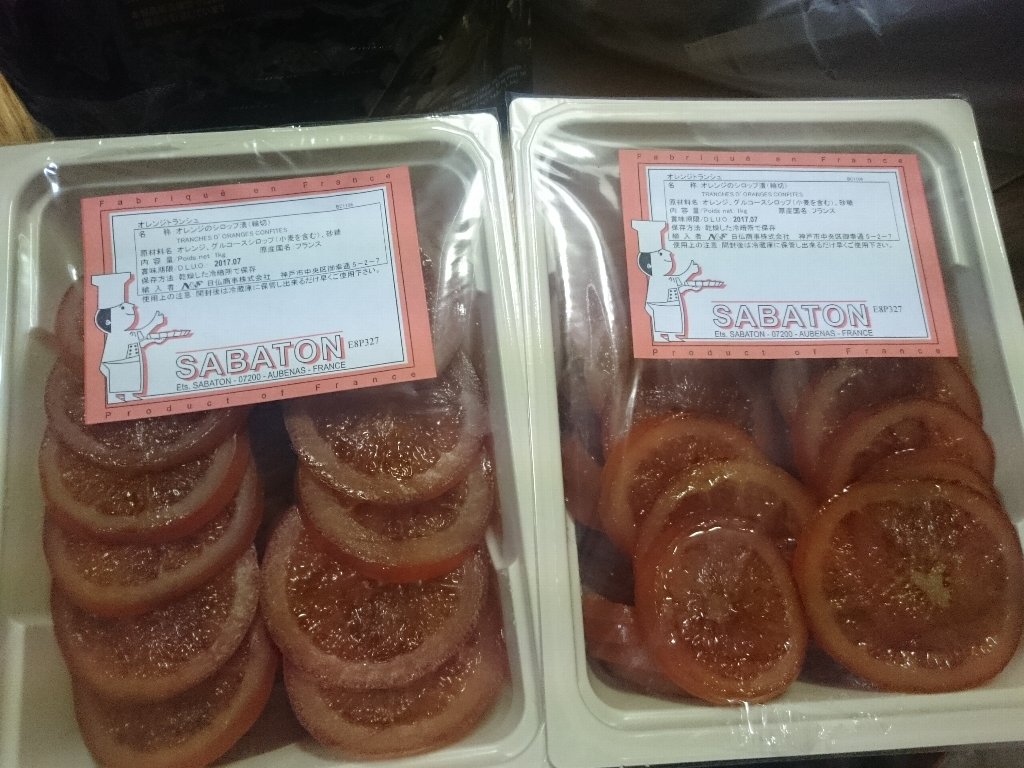 Fabriqué en France
オレンジトランシュ
名 称 オレンジのシロップ漬(輪切)
TRANCHES D'ORANGES CONFITES
原材料名 オレンジ、グルコースシロップ(小麦を含む)、砂糖
内 容 量/Poids net 1kg 原産国名 フランス
賞味期限/D.L.U.O: 2017.07
保存方法 乾燥した冷暗所で保存
輸 入 者 日仏商事株式会社 神戸市中央区御幸通5-2-7
使用上の注意 開封後は冷蔵庫に保管し出来るだけ早くご使用下さい。
SABATON
E8P327
Ets. SABATON - 07200 - AUBENAS - FRANCE
Product of France
Fabriqué en France
オレンジトランシュ
名 称 オレンジのシロップ漬(輪切)
TRANCHES D'ORANGES CONFITES
原材料名 オレンジ、グルコースシロップ(小麦を含む)、砂糖
内 容 量/Poids net 1kg 原産国名 フランス
賞味期限/D.L.U.O 2017.07
保存方法 乾燥した冷暗所で保存
輸 入 者 日仏商事株式会社 神戸市中央区御幸通5-2-7
使用上の注意 開封後は冷蔵庫に保管し出来るだけ早くご使用下さい。
SABATON
E8P327
Ets. SABATON - 07200 - AUBENAS - FRANCE
Product of France